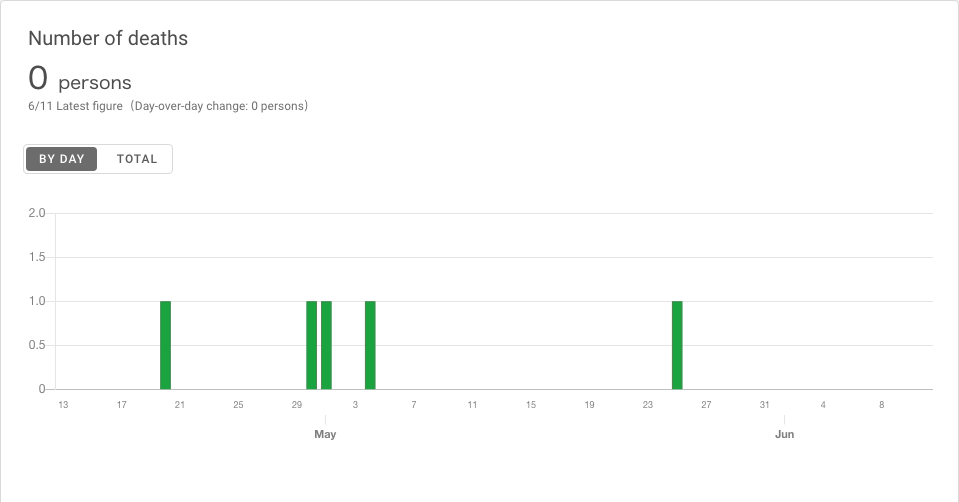 Number of deaths
0 persons
6/11 Latest figure（Day-over-day change: 0 persons）
BY DAY TOTAL
2.0
1.5
1.0
0.5
0
13 17 21 25 29 3 7 11 15 19 23 27 31 4 8
May Jun